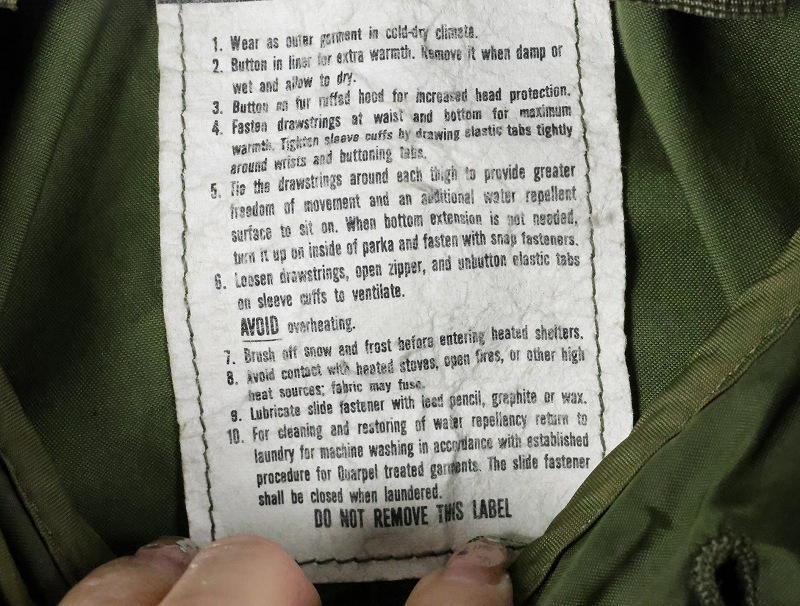 1. Wear as outer garment in cold-dry climate.
2. Button in liner for extra warmth. Remove it when damp or
wet and allow to dry.
3. Button on fur ruffed hood for increased head protection.
4. Fasten drawstrings at waist and bottom for maximum
warmth. Tighten sleeve cuffs by drawing elastic tabs tightly
around wrists and buttoning tabs.
5. Tie the drawstrings around each thigh to provide greater
freedom of movement and an additional water repellent
surface to sit on. When bottom extension is not needed,
turn it up on inside of parka and fasten with snap fasteners.
6. Loosen drawstrings, open zipper, and unbutton elastic tabs
on sleeve cuffs to ventilate.
AVOID overheating.
7. Brush off snow and frost before entering heated shelters.
8. Avoid contact with heated stoves, open fires, or other high
heat sources; fabric may fuse.
9. Lubricate slide fastener with lead pencil, graphite or wax.
10. For cleaning and restoring of water repellency return to
laundry for machine washing in accordance with established
procedure for Quarpel treated garments. The slide fastener
shall be closed when laundered.
DO NOT REMOVE THIS LABEL